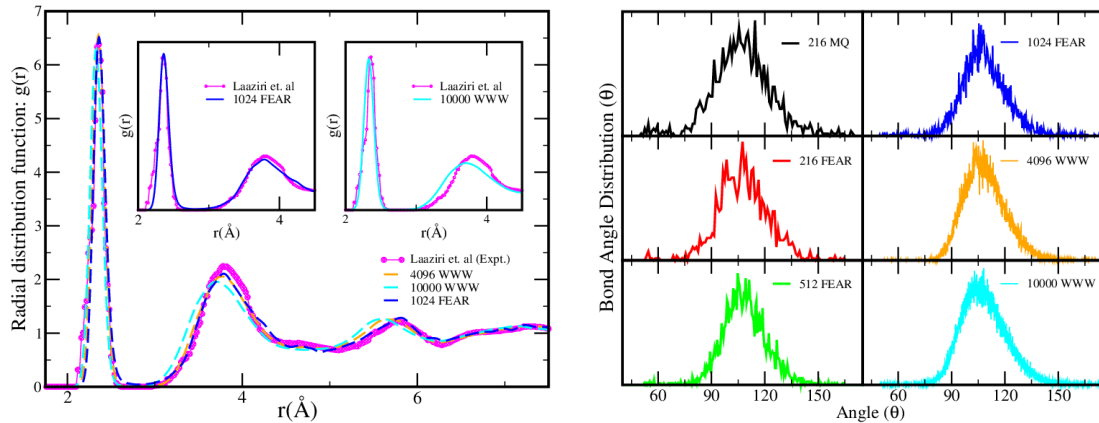 Radial distribution function: g(r)
7
6
5
4
3
2
1
0
2
4
6
r(Å)
g(r)
Laaziri et. al
1024 FEAR
2
4
r(Å)
g(r)
Laaziri et. al
10000 WWW
2
4
r(Å)
Laaziri et. al (Expt.)
4096 WWW
10000 WWW
1024 FEAR
Bond Angle Distribution (θ)
216 MQ
1024 FEAR
216 FEAR
4096 WWW
512 FEAR
10000 WWW
60
90
120
150
60
90
120
150
Angle (θ)